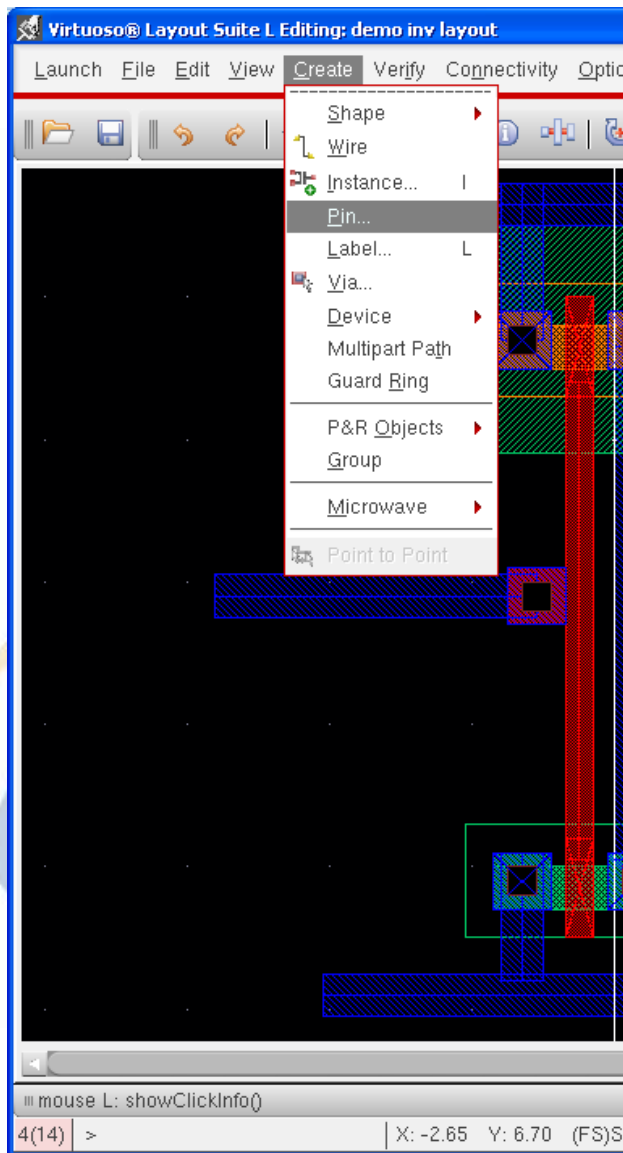 Virtuoso® Layout Suite L Editing: demo inv layout
Launch File Edit View Create Verify Connectivity Optio
Shape
Wire
Instance... I
Pin...
Label... L
Via...
Device
Multipart Path
Guard Ring
P&R Objects
Group
Microwave
Point to Point
mouse L: showClickInfo()
4(14) > X: -2.65 Y: 6.70 (FS)S